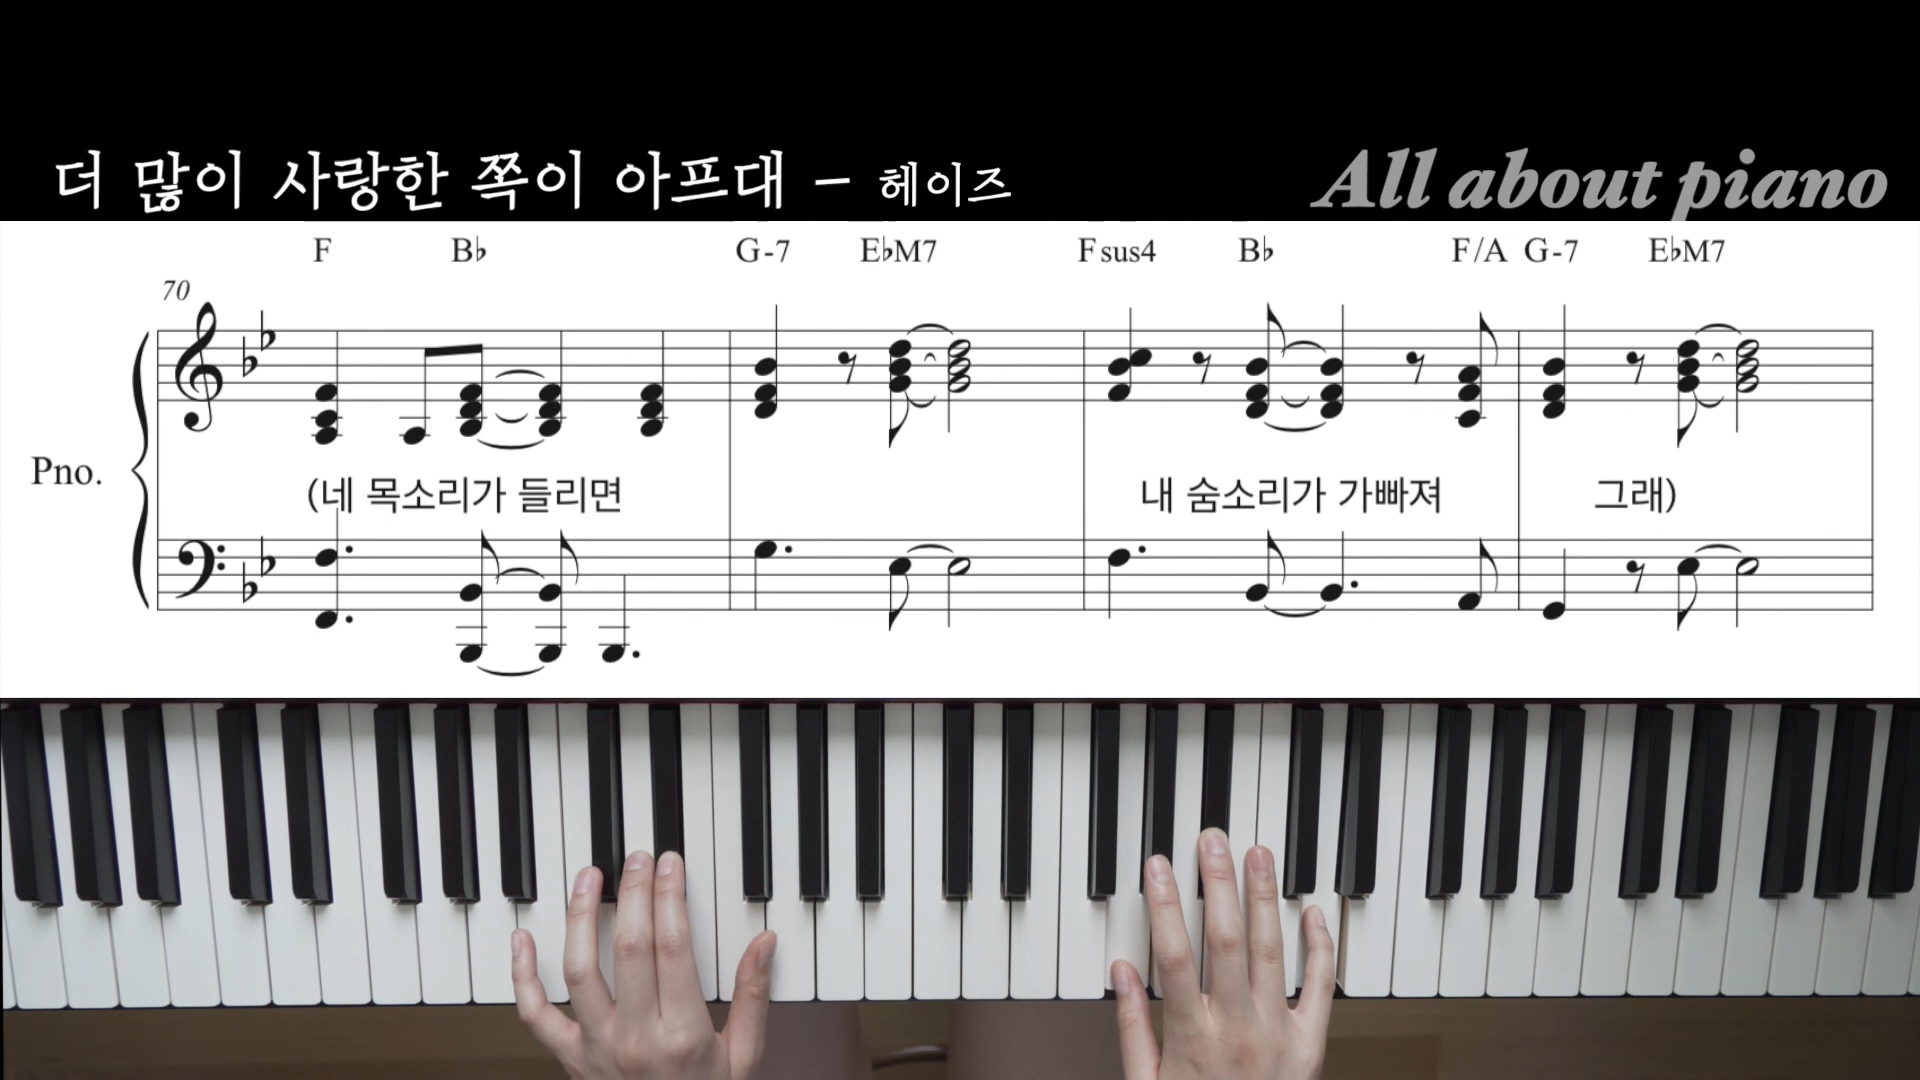 더 많이 사랑한 쪽이 아프대 – 헤이즈
All about piano
F B♭ G-7 E♭M7 Fsus4 B♭ F/A G-7 E♭M7
70
Pno.
(네 목소리가 들리면 내 숨소리가 가빠져 그래)